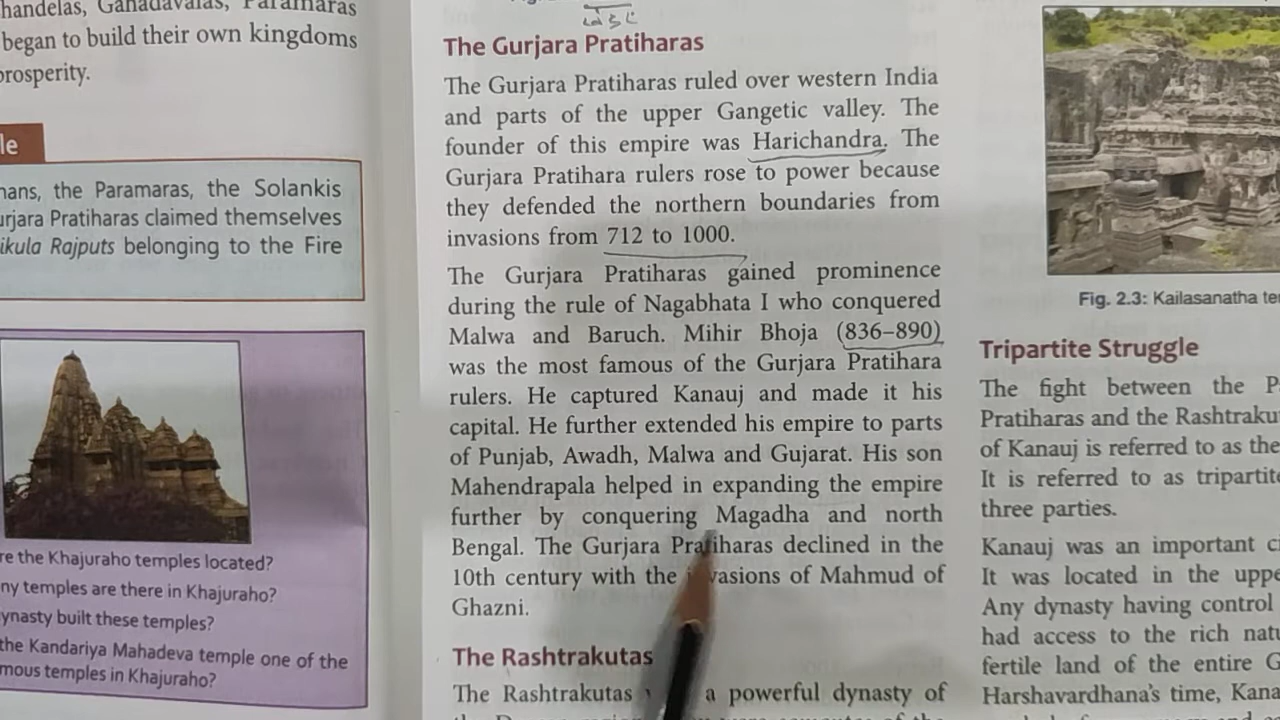 handelas, Gahadavalas, Paramaras
began to build their own kingdoms
prosperity.
le
hans, the Paramaras, the Solankis
urjara Pratiharas claimed themselves
ikula Rajputs belonging to the Fire
re the Khajuraho temples located?
ny temples are there in Khajuraho?
ynasty built these temples?
the Kandariya Mahadeva temple one of the
mous temples in Khajuraho?
The Gurjara Pratiharas
The Gurjara Pratiharas ruled over western India
and parts of the upper Gangetic valley. The
founder of this empire was Harichandra. The
Gurjara Pratihara rulers rose to power because
they defended the northern boundaries from
invasions from 712 to 1000.
The Gurjara Pratiharas gained prominence
during the rule of Nagabhata I who conquered
Malwa and Baruch. Mihir Bhoja (836–890)
was the most famous of the Gurjara Pratihara
rulers. He captured Kanauj and made it his
capital. He further extended his empire to parts
of Punjab, Awadh, Malwa and Gujarat. His son
Mahendrapala helped in expanding the empire
further by conquering Magadha and north
Bengal. The Gurjara Pratiharas declined in the
10th century with the invasions of Mahmud of
Ghazni.
The Rashtrakutas
The Rashtrakutas a powerful dynasty of
Fig. 2.3: Kailasanatha te
Tripartite Struggle
The fight between the P
Pratiharas and the Rashtraku
of Kanauj is referred to as the
It is referred to as tripartite
three parties.
Kanauj was an important ci
It was located in the uppe
Any dynasty having control
had access to the rich natu
fertile land of the entire G
Harshavardhana's time, Kana